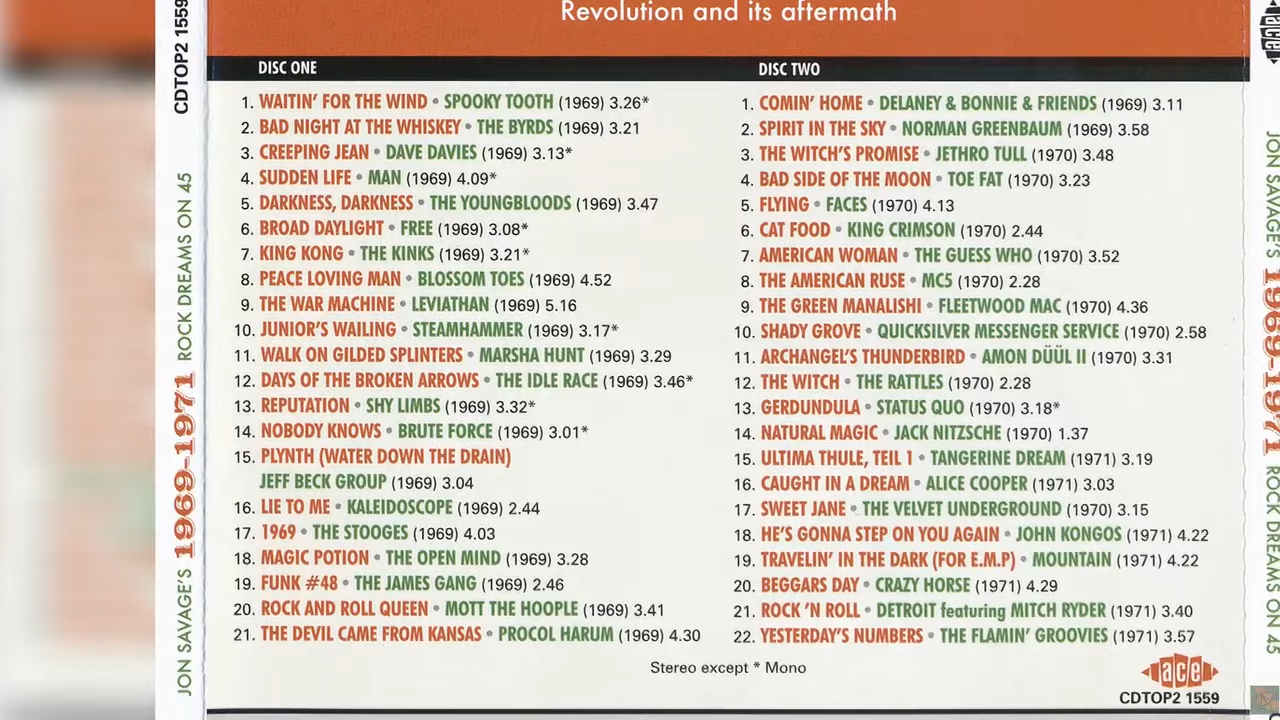 Revolution and its aftermath
DISC ONE
1. WAITIN' FOR THE WIND • SPOOKY TOOTH (1969) 3.26*
2. BAD NIGHT AT THE WHISKEY • THE BYRDS (1969) 3.21
3. CREEPING JEAN • DAVE DAVIES (1969) 3.13*
4. SUDDEN LIFE • MAN (1969) 4.09*
5. DARKNESS, DARKNESS • THE YOUNGBLOODS (1969) 3.47
6. BROAD DAYLIGHT • FREE (1969) 3.08*
7. KING KONG • THE KINKS (1969) 3.21*
8. PEACE LOVING MAN • BLOSSOM TOES (1969) 4.52
9. THE WAR MACHINE • LEVIATHAN (1969) 5.16
10. JUNIOR'S WAILING • STEAMHAMMER (1969) 3.17*
11. WALK ON GILDED SPLINTERS • MARSHA HUNT (1969) 3.29
12. DAYS OF THE BROKEN ARROWS • THE IDLE RACE (1969) 3.46*
13. REPUTATION • SHY LIMBS (1969) 3.32*
14. NOBODY KNOWS • BRUTE FORCE (1969) 3.01*
15. PLYNTH (WATER DOWN THE DRAIN)
JEFF BECK GROUP (1969) 3.04
16. LIE TO ME • KALEIDOSCOPE (1969) 2.44
17. 1969 • THE STOOGES (1969) 4.03
18. MAGIC POTION • THE OPEN MIND (1969) 3.28
19. FUNK #48 • THE JAMES GANG (1969) 2.46
20. ROCK AND ROLL QUEEN • MOTT THE HOOPLE (1969) 3.41
21. THE DEVIL CAME FROM KANSAS • PROCOL HARUM (1969) 4.30
DISC TWO
1. COMIN' HOME • DELANEY & BONNIE & FRIENDS (1969) 3.11
2. SPIRIT IN THE SKY • NORMAN GREENBAUM (1969) 3.58
3. THE WITCH'S PROMISE • JETHRO TULL (1970) 3.48
4. BAD SIDE OF THE MOON • TOE FAT (1970) 3.23
5. FLYING • FACES (1970) 4.13
6. CAT FOOD • KING CRIMSON (1970) 2.44
7. AMERICAN WOMAN • THE GUESS WHO (1970) 3.52
8. THE AMERICAN RUSE • MC5 (1970) 2.28
9. THE GREEN MANALISHI • FLEETWOOD MAC (1970) 4.36
10. SHADY GROVE • QUICKSILVER MESSENGER SERVICE (1970) 2.58
11. ARCHANGEL'S THUNDERBIRD • AMON DÜÜL II (1970) 3.31
12. THE WITCH • THE RATTLES (1970) 2.28
13. GERDUNDULA • STATUS QUO (1970) 3.18*
14. NATURAL MAGIC • JACK NITZSCHE (1970) 1.37
15. ULTIMA THULE, TEIL 1 • TANGERINE DREAM (1971) 3.19
16. CAUGHT IN A DREAM • ALICE COOPER (1971) 3.03
17. SWEET JANE • THE VELVET UNDERGROUND (1970) 3.15
18. HE'S GONNA STEP ON YOU AGAIN • JOHN KONGOS (1971) 4.22
19. TRAVELIN' IN THE DARK (FOR E.M.P) • MOUNTAIN (1971) 4.22
20. BEGGARS DAY • CRAZY HORSE (1971) 4.29
21. ROCK 'N ROLL • DETROIT featuring MITCH RYDER (1971) 3.40
22. YESTERDAY'S NUMBERS • THE FLAMIN' GROOVIES (1971) 3.57
Stereo except * Mono
ace
CDTOP2 1559
JON SAVAGE'S 1969-1971 ROCK DREAMS ON 45 CDTOP2 1559
ace
JON SAVAGE'S 1969-1971 ROCK DREAMS ON 45